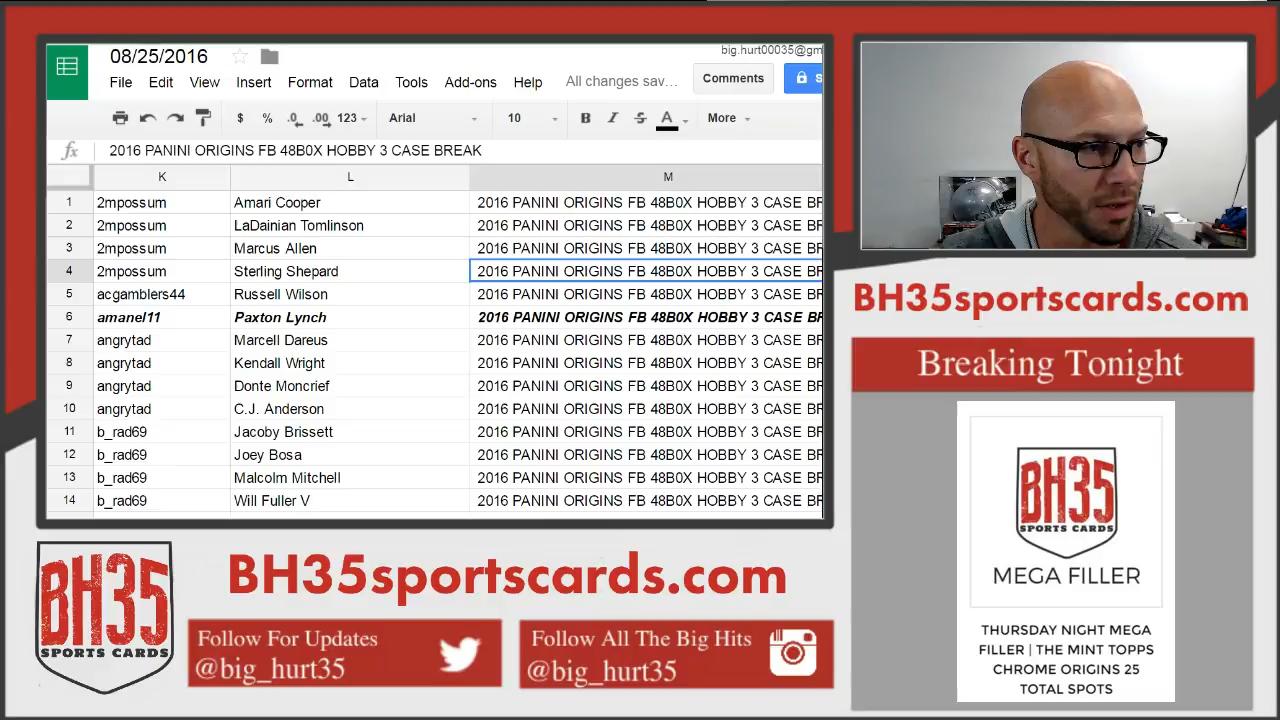 08/25/2016
big.hurt00035@gm
File Edit View Insert Format Data Tools Add-ons Help All changes sav… Comments
$ % .0 .00 123 Arial 10 B I S A More
fx 2016 PANINI ORIGINS FB 48B0X HOBBY 3 CASE BREAK
K L M
1 2mpossum Amari Cooper 2016 PANINI ORIGINS FB 48B0X HOBBY 3 CASE BR
2 2mpossum LaDainian Tomlinson 2016 PANINI ORIGINS FB 48B0X HOBBY 3 CASE BR
3 2mpossum Marcus Allen 2016 PANINI ORIGINS FB 48B0X HOBBY 3 CASE BR
4 2mpossum Sterling Shepard 2016 PANINI ORIGINS FB 48B0X HOBBY 3 CASE BR
5 acgamblers44 Russell Wilson 2016 PANINI ORIGINS FB 48B0X HOBBY 3 CASE BR
6 amanel11 Paxton Lynch 2016 PANINI ORIGINS FB 48B0X HOBBY 3 CASE BR
7 angrytad Marcell Dareus 2016 PANINI ORIGINS FB 48B0X HOBBY 3 CASE BR
8 angrytad Kendall Wright 2016 PANINI ORIGINS FB 48B0X HOBBY 3 CASE BR
9 angrytad Donte Moncrief 2016 PANINI ORIGINS FB 48B0X HOBBY 3 CASE BR
10 angrytad C.J. Anderson 2016 PANINI ORIGINS FB 48B0X HOBBY 3 CASE BR
11 b_rad69 Jacoby Brissett 2016 PANINI ORIGINS FB 48B0X HOBBY 3 CASE BR
12 b_rad69 Joey Bosa 2016 PANINI ORIGINS FB 48B0X HOBBY 3 CASE BR
13 b_rad69 Malcolm Mitchell 2016 PANINI ORIGINS FB 48B0X HOBBY 3 CASE BR
14 b_rad69 Will Fuller V 2016 PANINI ORIGINS FB 48B0X HOBBY 3 CASE BR
BH35sportscards.com
Breaking Tonight
BH35
SPORTS CARDS
MEGA FILLER
THURSDAY NIGHT MEGA
FILLER | THE MINT TOPPS
CHROME ORIGINS 25
TOTAL SPOTS
BH35
SPORTS CARDS
BH35sportscards.com
Follow For Updates
@big_hurt35
Follow All The Big Hits
@big_hurt35